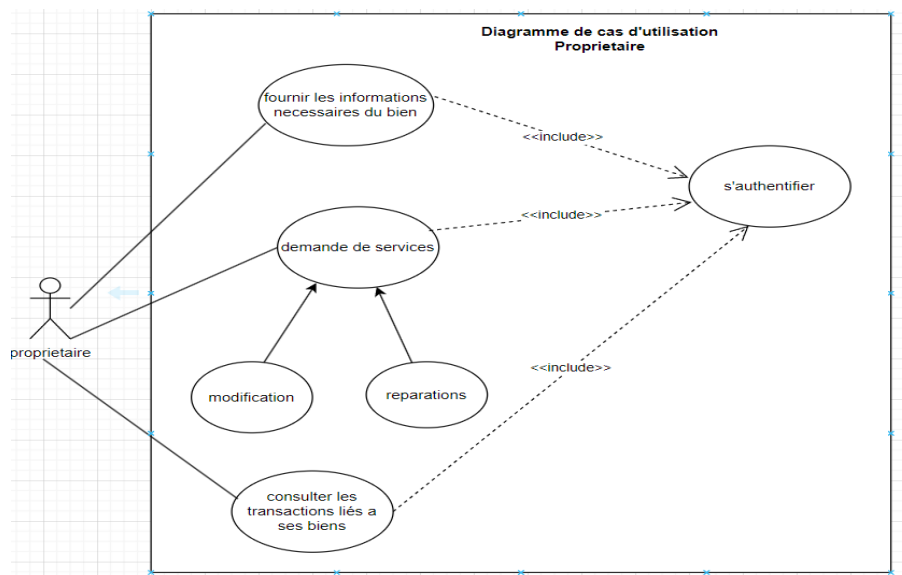 Diagramme de cas d'utilisation
Proprietaire
fournir les informations
necessaires du bien
<<include>>
s'authentifier
<<include>>
demande de services
proprietaire
<<include>>
modification
reparations
consulter les
transactions liés a
ses biens